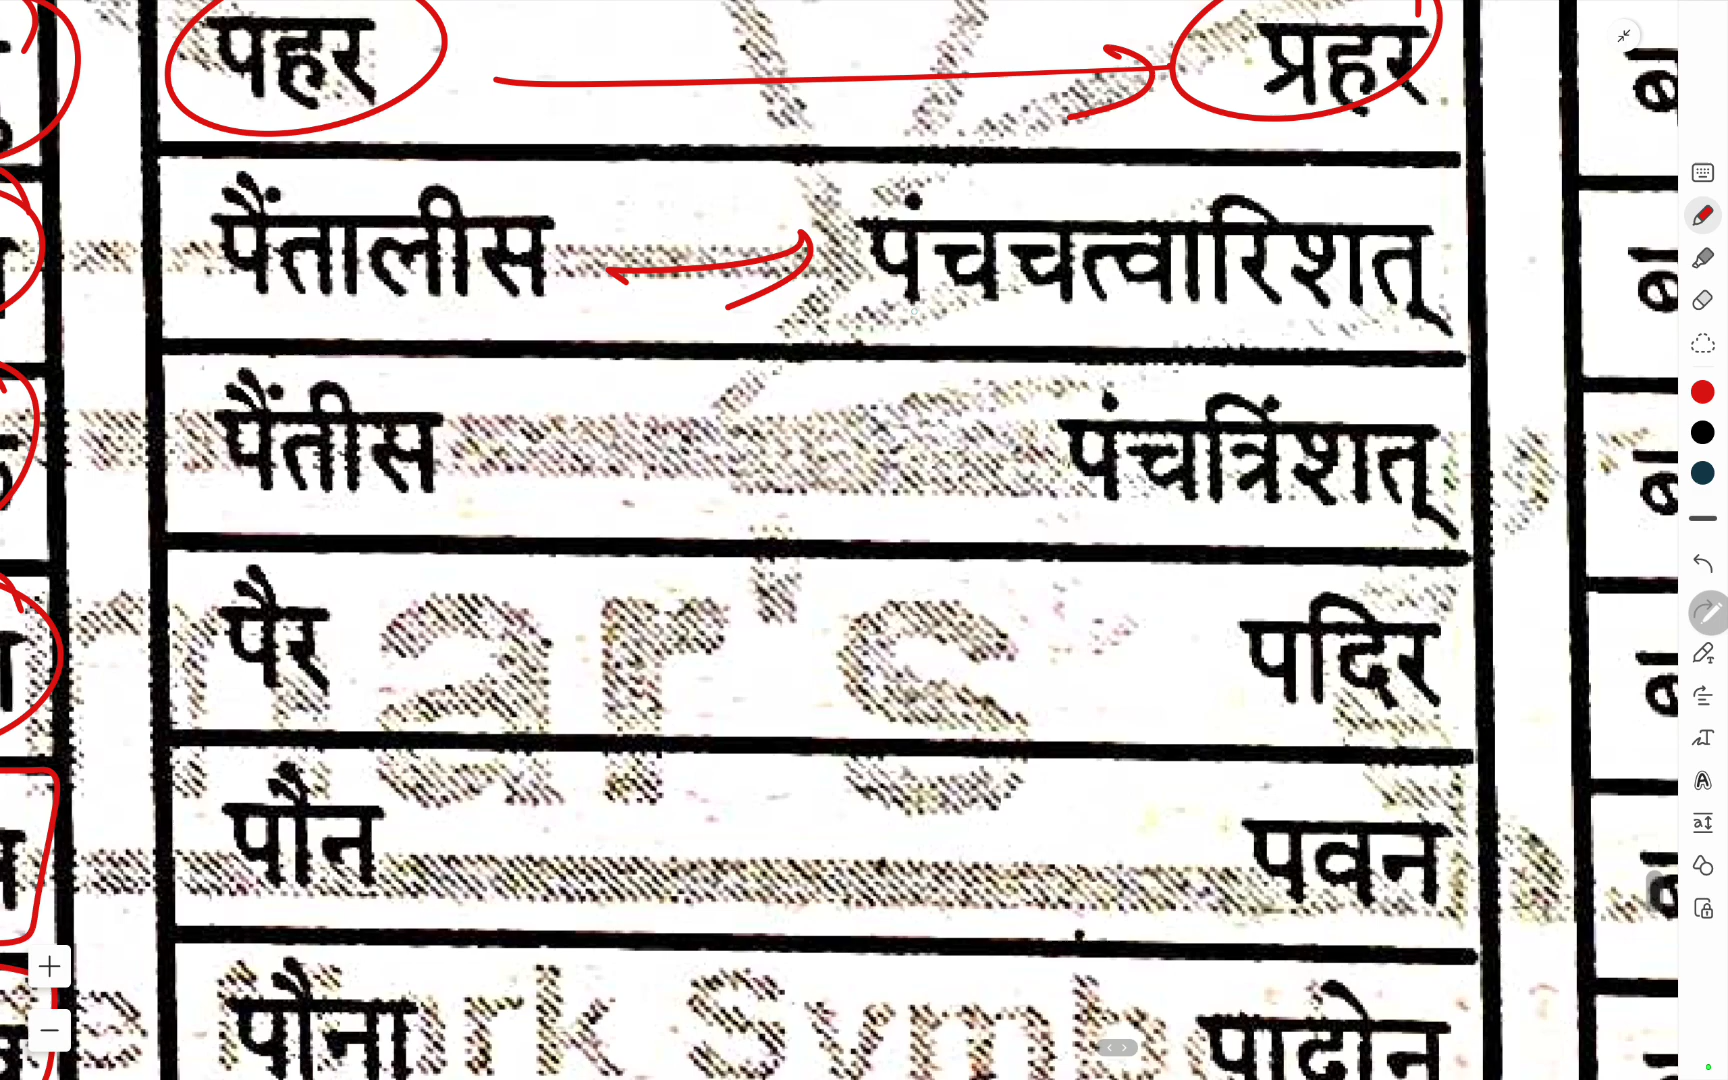 पहर प्रहर
पैंतालीस पंचचत्वारिशत्
पैंतीस पंचत्रिंशत्
पैर पदिर
पौन पवन
पौना पादोन